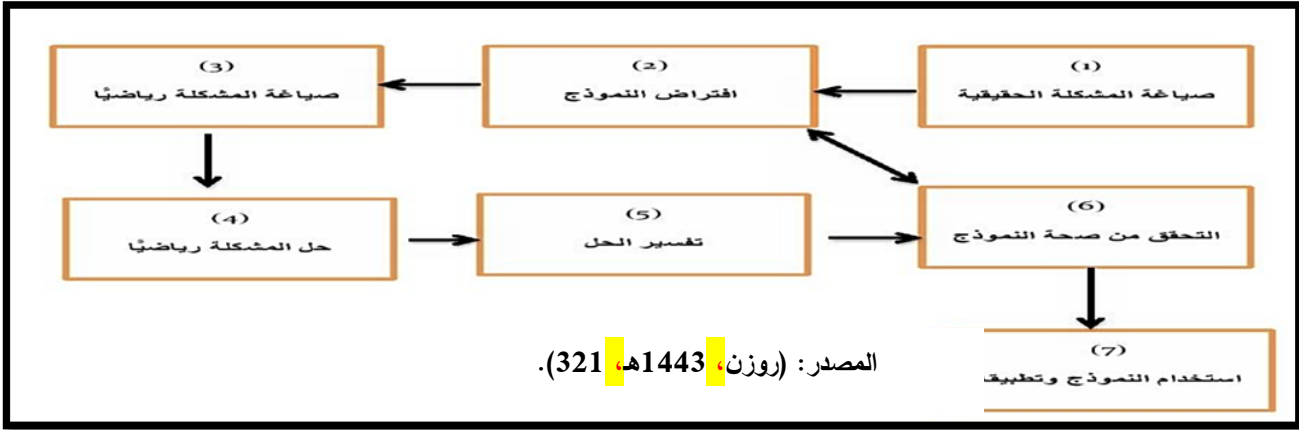 (1)
صياغة المشكلة الحقيقية
(2)
افتراض النموذج
(3)
صياغة المشكلة رياضيًا
(4)
حل المشكلة رياضيًا
(5)
تفسير الحل
(6)
التحقق من صحة النموذج
(7)
استخدام النموذج
المصدر: (روزن، 1443هـ، 321).